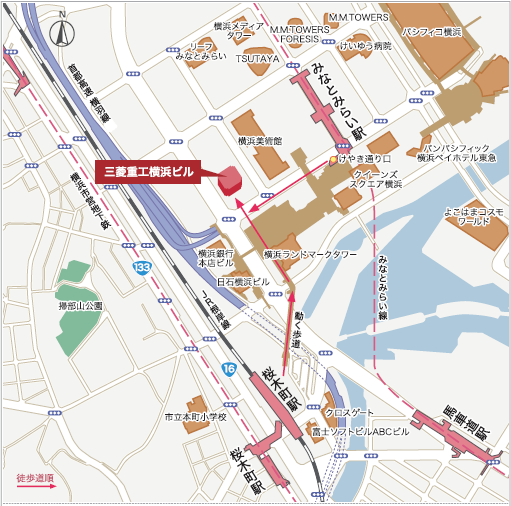 N
横浜メディア
タワー
M.M.TOWERS
M.M.TOWERS
FORESIS
パシフィコ横浜
リーフ
みなとみらい
TSUTAYA
けいゆう病院
首都高速 横羽線
みなとみらい駅
横浜美術館
けやき通り口
パンパシフィック
横浜ベイホテル東急
三菱重工横浜ビル
クイーンズ
スクエア横浜
横浜市営地下鉄
よこはまコスモ
ワールド
横浜銀行
本店ビル
横浜ランドマークタワー
133
日石横浜ビル
みなとみらい線
掃部山公園
JR根岸線
動く歩道
16
桜木町駅
市立本町小学校
クロスゲート
富士ソフトビルABCビル
馬車道駅
桜木町駅
徒歩道順